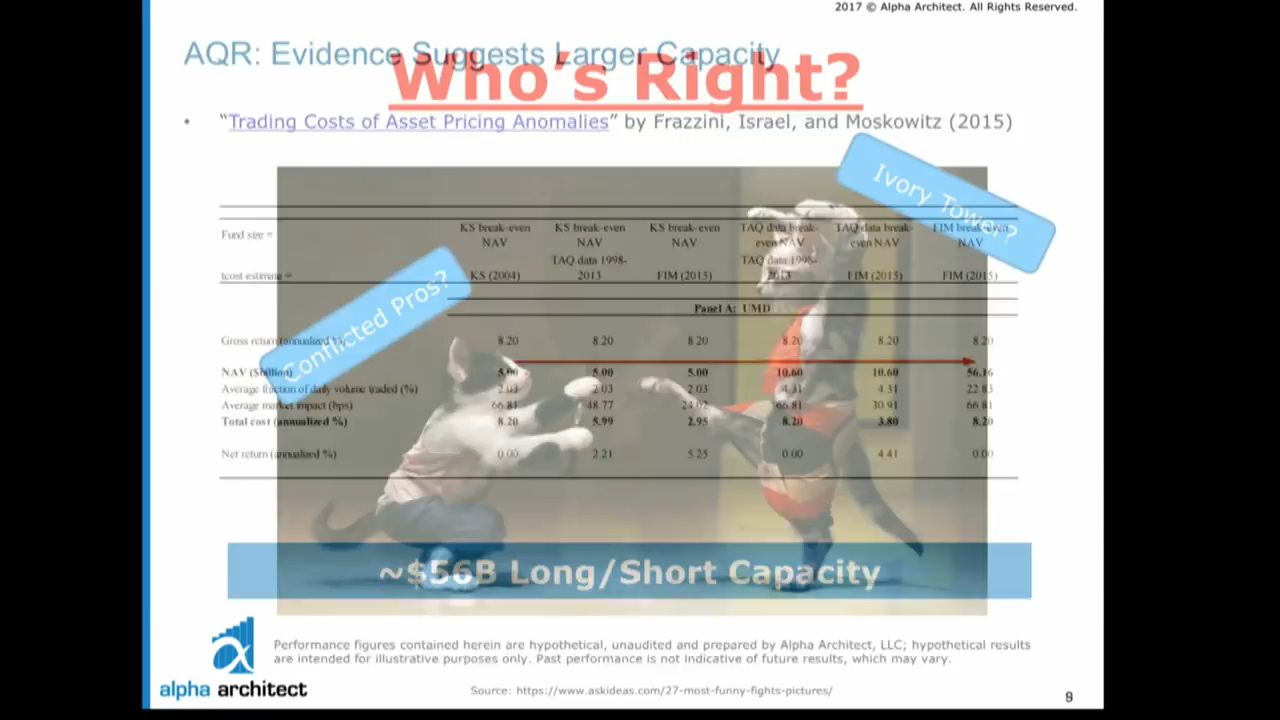 2017 © Alpha Architect. All Rights Reserved.
AQR: Evidence Suggests Larger Capacity
Who's Right?
• “Trading Costs of Asset Pricing Anomalies” by Frazzini, Israel, and Moskowitz (2015)
Ivory Tower?
Conflicted Pros?
Fund size = KS break-even NAV KS break-even NAV KS break-even NAV TAQ data break-even NAV TAQ data break-even NAV FIM break-even NAV
tcost estimate = KS (2004) TAQ data 1998-2013 FIM (2015) TAQ data 1998-2013 FIM (2015) FIM (2015)
Panel A: UMD
Gross return (annualized %) 8.20 8.20 8.20 8.20 8.20 8.20
NAV ($billion) 5.00 5.00 5.00 10.60 10.60 56.16
Average fraction of daily volume traded (%) 2.03 2.03 2.03 4.31 4.31 22.83
Average market impact (bps) 66.81 48.77 24.02 66.81 30.91 66.81
Total cost (annualized %) 8.20 5.99 2.95 8.20 3.80 8.20
Net return (annualized %) 0.00 2.21 5.25 0.00 4.41 0.00
~$56B Long/Short Capacity
Performance figures contained herein are hypothetical, unaudited and prepared by Alpha Architect, LLC; hypothetical results
are intended for illustrative purposes only. Past performance is not indicative of future results, which may vary.
alpha architect
Source: https://www.askideas.com/27-most-funny-fights-pictures/